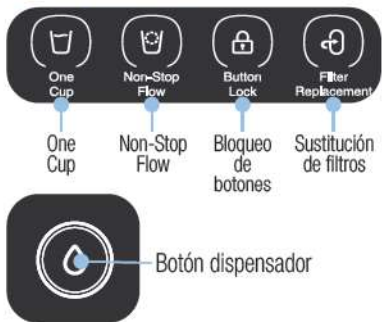 One Cup
Non-Stop Flow
Button Lock
Filter Replacement
One Cup
Non-Stop Flow
Bloqueo de botones
Sustitución de filtros
Botón dispensador